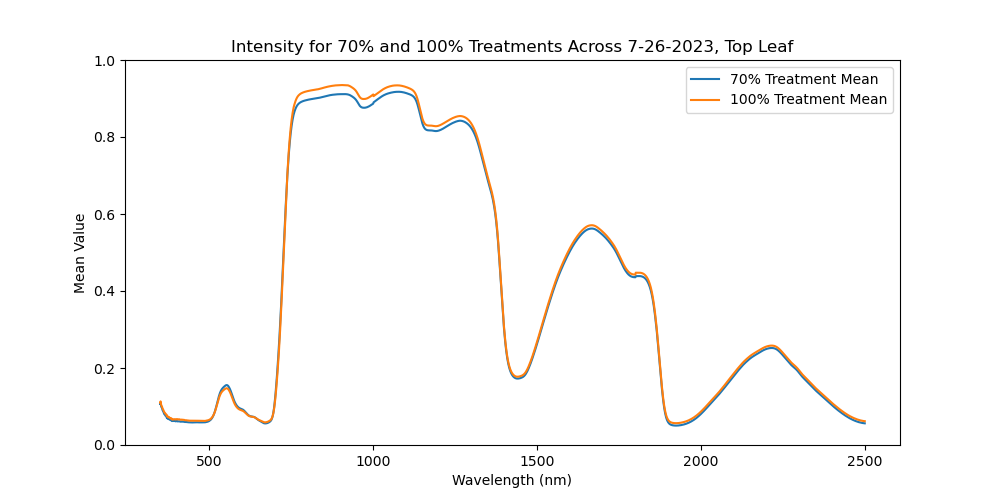 Intensity for 70% and 100% Treatments Across 7-26-2023, Top Leaf
1.0
0.8
0.6
0.4
0.2
0.0
Mean Value
70% Treatment Mean
100% Treatment Mean
500
1000
1500
2000
2500
Wavelength (nm)